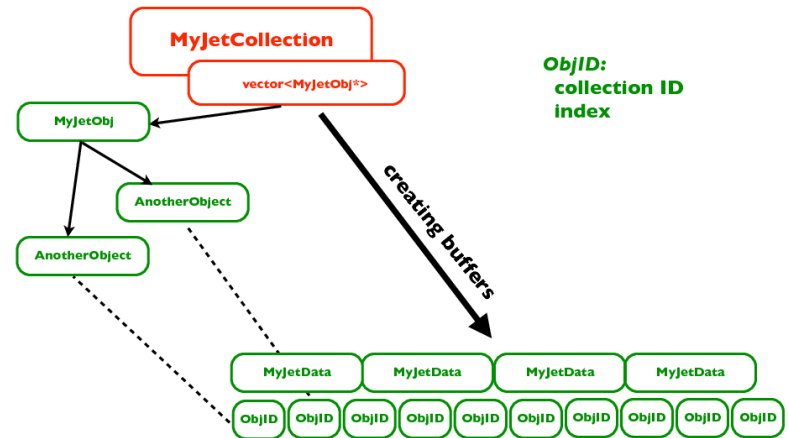 MyJetCollection
vector<MyJetObj*>
ObjID:
collection ID
index
MyJetObj
AnotherObject
AnotherObject
creating buffers
MyJetData MyJetData MyJetData MyJetData
ObjID ObjID ObjID ObjID ObjID ObjID ObjID ObjID ObjID ObjID